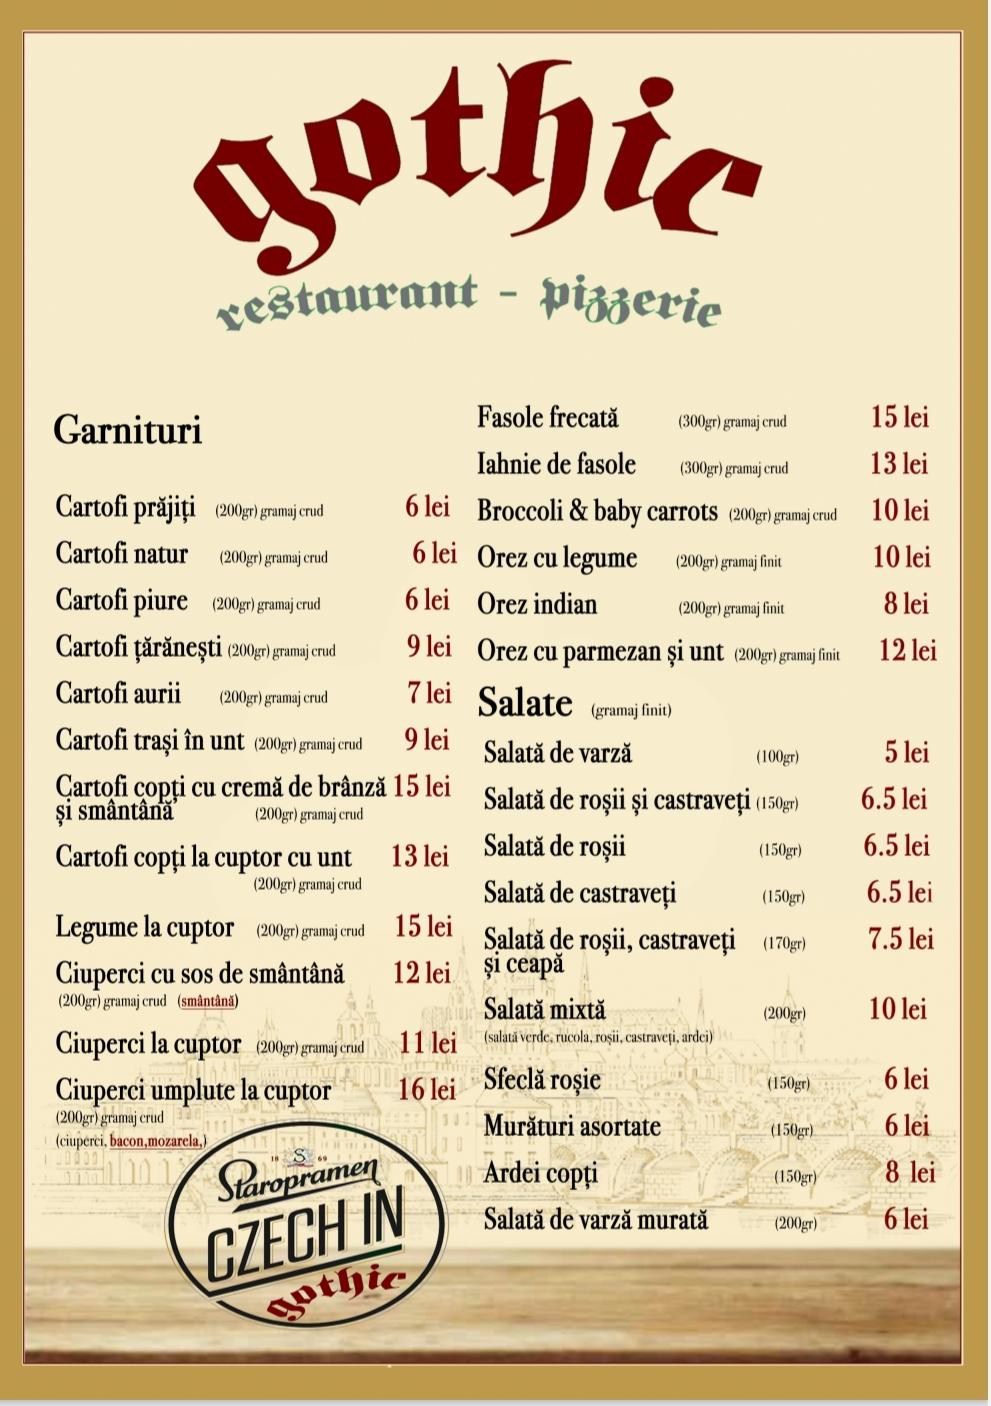 gothic
restaurant - pizzerie
Garnituri
Cartofi prăjiți (200gr) gramaj crud 6 lei
Cartofi natur (200gr) gramaj crud 6 lei
Cartofi piure (200gr) gramaj crud 6 lei
Cartofi țărănești (200gr) gramaj crud 9 lei
Cartofi aurii (200gr) gramaj crud 7 lei
Cartofi trași în unt (200gr) gramaj crud 9 lei
Cartofi copți cu cremă de brânză 15 lei
și smântână (200gr) gramaj crud
Cartofi copți la cuptor cu unt 13 lei
(200gr) gramaj crud
Legume la cuptor (200gr) gramaj crud 15 lei
Ciuperci cu sos de smântână 12 lei
(200gr) gramaj crud (smântână)
Ciuperci la cuptor (200gr) gramaj crud 11 lei
Ciuperci umplute la cuptor 16 lei
(200gr) gramaj crud
(ciuperci, bacon,mozarela,)
18 S 69
Staropramen
CZECH IN
gothic
Fasole frecată (300gr) gramaj crud 15 lei
Iahnie de fasole (300gr) gramaj crud 13 lei
Broccoli & baby carrots (200gr) gramaj crud 10 lei
Orez cu legume (200gr) gramaj finit 10 lei
Orez indian (200gr) gramaj finit 8 lei
Orez cu parmezan și unt (200gr) gramaj finit 12 lei
Salate (gramaj finit)
Salată de varză (100gr) 5 lei
Salată de roșii și castraveți (150gr) 6.5 lei
Salată de roșii (150gr) 6.5 lei
Salată de castraveți (150gr) 6.5 lei
Salată de roșii, castraveți (170gr) 7.5 lei
și ceapă
Salată mixtă (200gr) 10 lei
(salată verde, rucola, roșii, castraveți, ardei)
Sfeclă roșie (150gr) 6 lei
Murături asortate (150gr) 6 lei
Ardei copți (150gr) 8 lei
Salată de varză murată (200gr) 6 lei